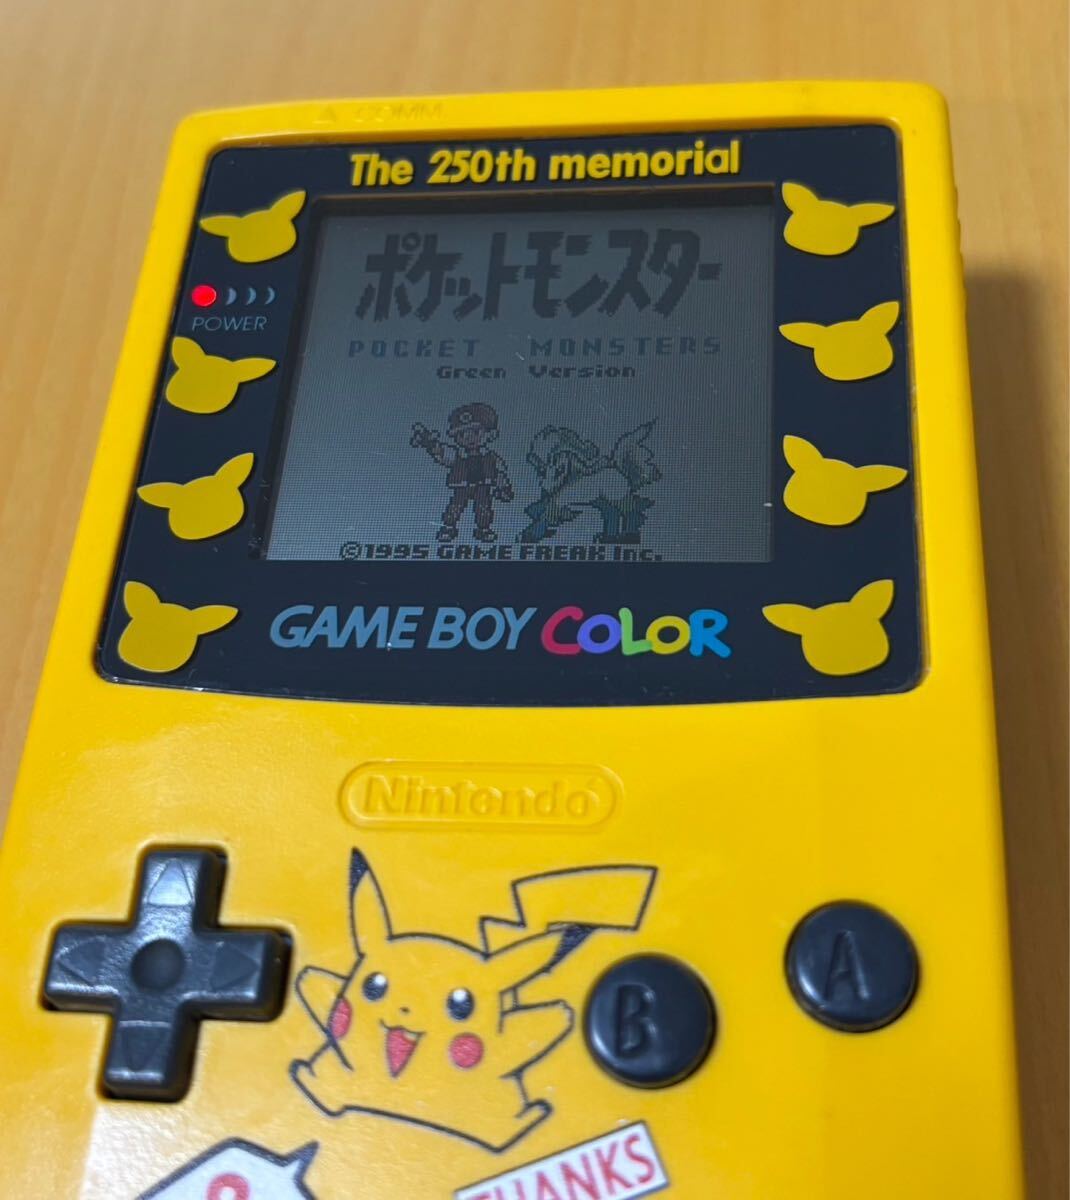 COMM.
The 250th memorial
POWER
ポケットモンスター
POCKET MONSTERS
Green Version
©1995 GAME FREAK Inc.
GAME BOY COLOR
Nintendo
B
A
&
THANKS